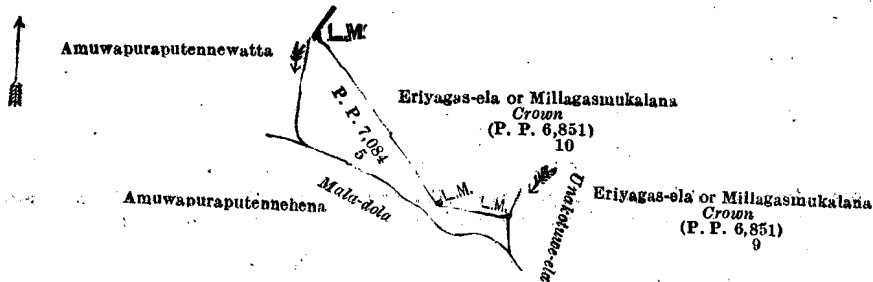 L.M.
Amuwapuraputennewatta
P. P. 7,084
5
Eriyagas-ela or Millagasmukalana
Crown
(P. P. 6,851)
10
Amuwapuraputennehena
Mala-dola
L.M.
L.M.
Unakotuwe-ela
Eriyagas-ela or Millagasmukalana
Crown
(P. P. 6,851)
9